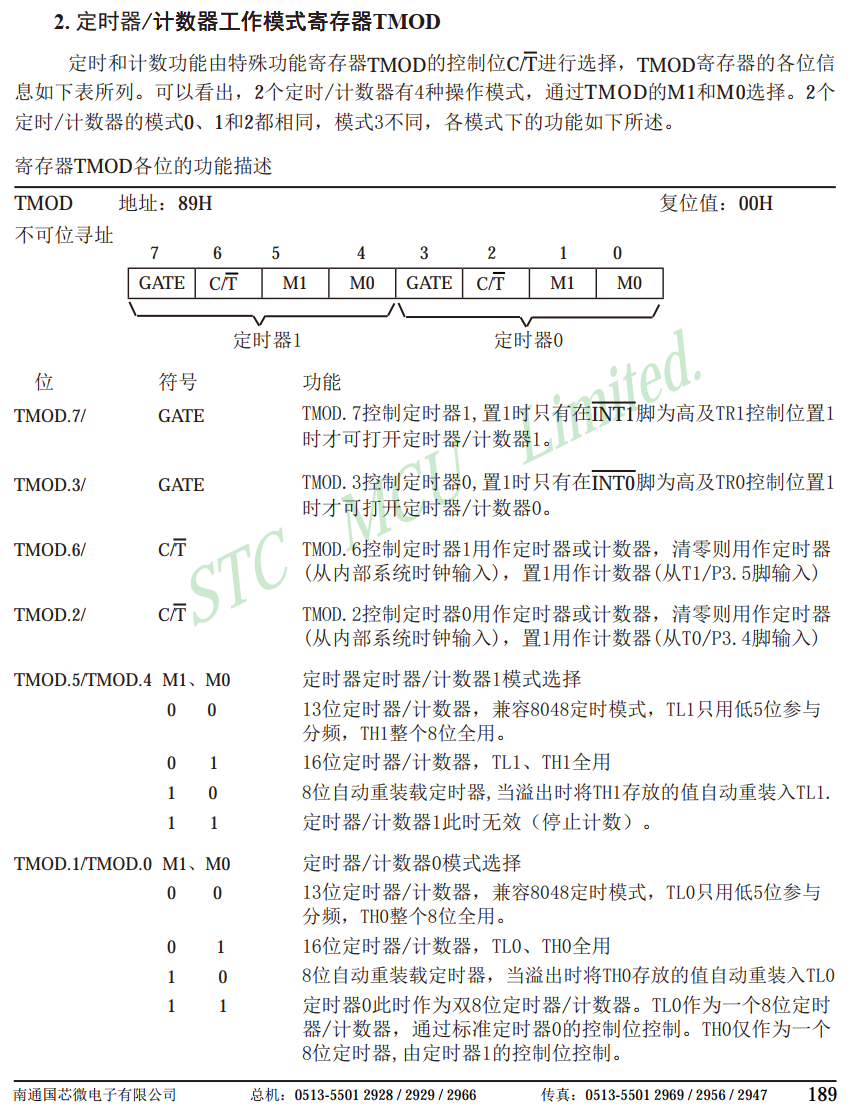 2. 定时器/计数器工作模式寄存器TMOD
定时和计数功能由特殊功能寄存器TMOD的控制位C/T̅进行选择，TMOD寄存器的各位信
息如下表所列。可以看出，2个定时/计数器有4种操作模式，通过TMOD的M1和M0选择。2个
定时/计数器的模式0、1和2都相同，模式3不同，各模式下的功能如下所述。
寄存器TMOD各位的功能描述
TMOD 地址：89H 复位值：00H
不可位寻址
7 6 5 4 3 2 1 0
GATE C/T̅ M1 M0 GATE C/T̅ M1 M0
定时器1 定时器0
位 符号 功能
TMOD.7/ GATE TMOD.7控制定时器1,置1时只有在I̅N̅T̅1̅脚为高及TR1控制位置1
时才可打开定时器/计数器1。
TMOD.3/ GATE TMOD.3控制定时器0,置1时只有在I̅N̅T̅0̅脚为高及TR0控制位置1
时才可打开定时器/计数器0。
TMOD.6/ C/T̅ TMOD.6控制定时器1用作定时器或计数器，清零则用作定时器
(从内部系统时钟输入)，置1用作计数器(从T1/P3.5脚输入)
TMOD.2/ C/T̅ TMOD.2控制定时器0用作定时器或计数器，清零则用作定时器
(从内部系统时钟输入)，置1用作计数器(从T0/P3.4脚输入)
TMOD.5/TMOD.4 M1、M0 定时器定时器/计数器1模式选择
0 0 13位定时器/计数器，兼容8048定时模式，TL1只用低5位参与
分频，TH1整个8位全用。
0 1 16位定时器/计数器，TL1、TH1全用
1 0 8位自动重装载定时器,当溢出时将TH1存放的值自动重装入TL1.
1 1 定时器/计数器1此时无效（停止计数）。
TMOD.1/TMOD.0 M1、M0 定时器/计数器0模式选择
0 0 13位定时器/计数器，兼容8048定时模式，TL0只用低5位参与
分频，TH0整个8位全用。
0 1 16位定时器/计数器，TL0、TH0全用
1 0 8位自动重装载定时器，当溢出时将TH0存放的值自动重装入TL0
1 1 定时器0此时作为双8位定时器/计数器。TL0作为一个8位定时
器/计数器，通过标准定时器0的控制位控制。TH0仅作为一个
8位定时器,由定时器1的控制位控制。
STC MCU Limited.
南通国芯微电子有限公司 总机：0513-5501 2928 / 2929 / 2966 传真：0513-5501 2969 / 2956 / 2947 189